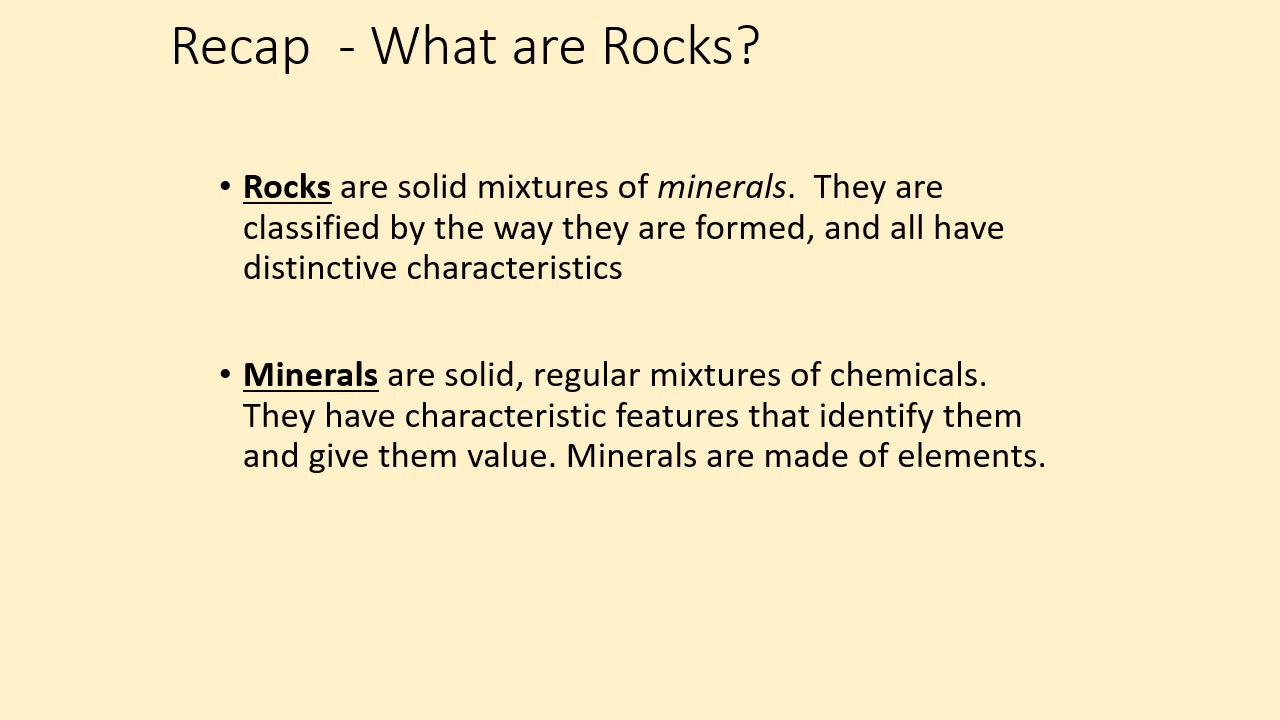 Recap  - What are Rocks?
• Rocks are solid mixtures of minerals.  They are
classified by the way they are formed, and all have
distinctive characteristics
• Minerals are solid, regular mixtures of chemicals.
They have characteristic features that identify them
and give them value. Minerals are made of elements.